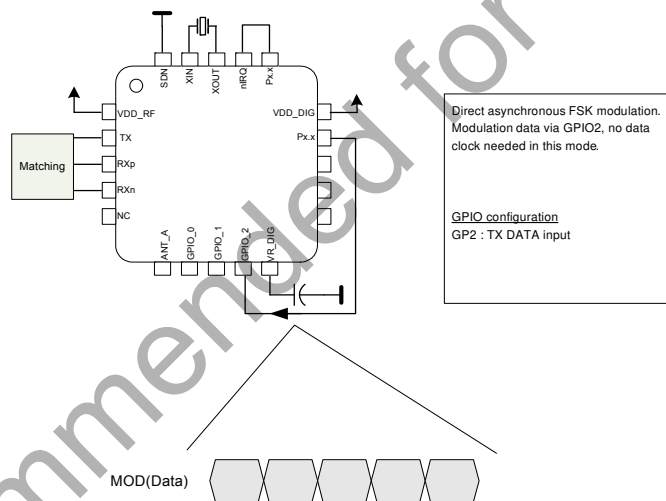 SDN
XIN
XOUT
nIRQ
Px.x
VDD_RF
TX
RXp
RXn
NC
VDD_DIG
Px.x
Matching
ANT_A
GPIO_0
GPIO_1
GPIO_2
VR_DIG
Direct asynchronous FSK modulation.
Modulation data via GPIO2, no data
clock needed in this mode.
GPIO configuration
GP2 : TX DATA input
MOD(Data)
mmended for